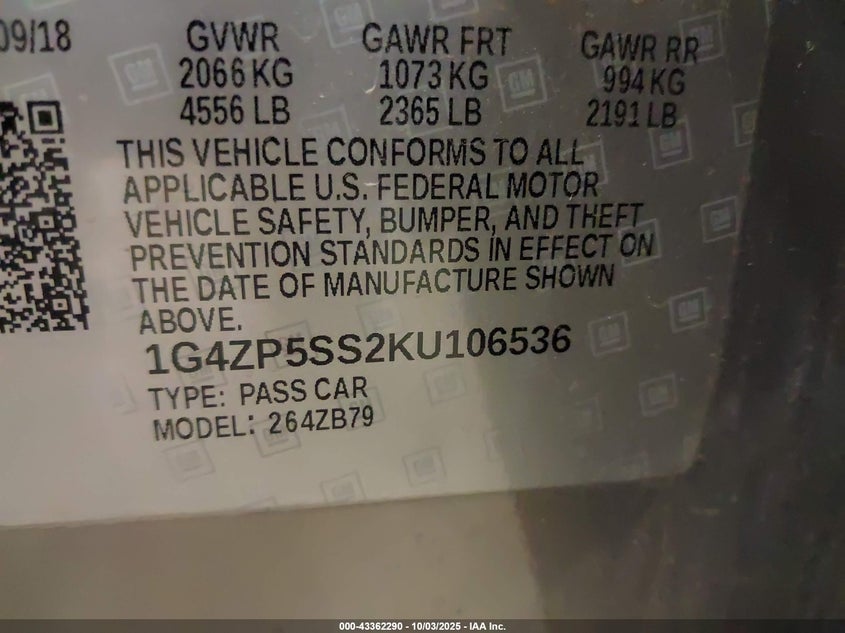 09/18 GVWR GAWR FRT GAWR RR
2066 KG 1073 KG 994 KG
4556 LB 2365 LB 2191 LB
THIS VEHICLE CONFORMS TO ALL
APPLICABLE U.S. FEDERAL MOTOR
VEHICLE SAFETY, BUMPER, AND THEFT
PREVENTION STANDARDS IN EFFECT ON
THE DATE OF MANUFACTURE SHOWN
ABOVE.
1G4ZP5SS2KU106536
TYPE: PASS CAR
MODEL: 264ZB79
000-43362290 - 10/03/2025 - IAA Inc.